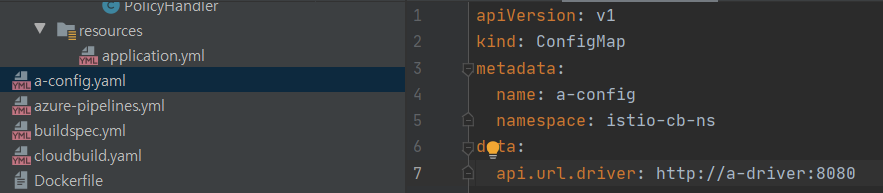 PolicyHandler
resources
application.yml
a-config.yaml
azure-pipelines.yml
buildspec.yml
cloudbuild.yaml
Dockerfile
1 apiVersion: v1
2 kind: ConfigMap
3 metadata:
4 name: a-config
5 namespace: istio-cb-ns
6 data:
7 api.url.driver: http://a-driver:8080